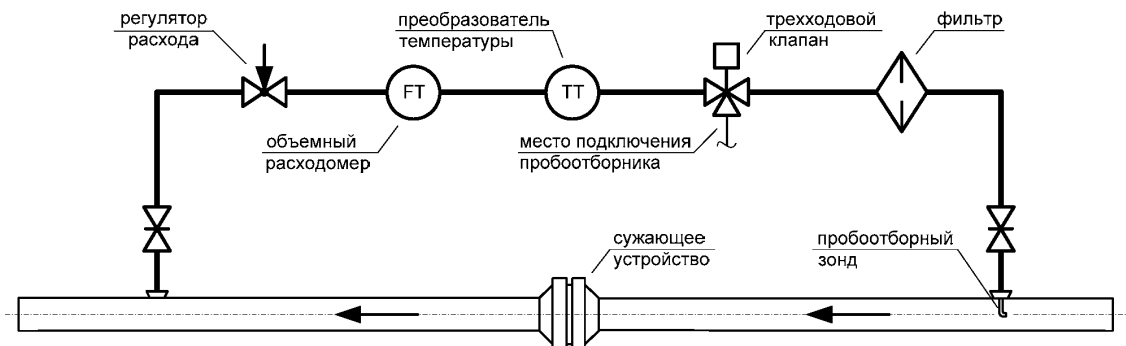 регулятор
расхода
преобразователь
температуры
трехходовой
клапан
фильтр
FT
TT
объемный
расходомер
место подключения
пробоотборника
сужающее
устройство
пробоотборный
зонд